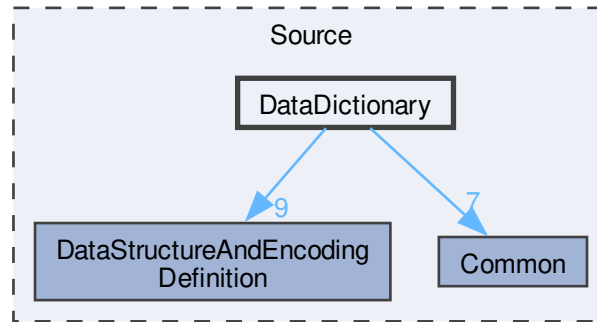 Source
DataDictionary
9
7
DataStructureAndEncoding
Definition
Common